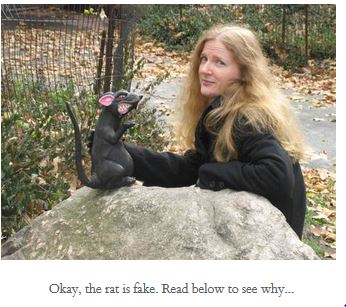 Okay, the rat is fake. Read below to see why...